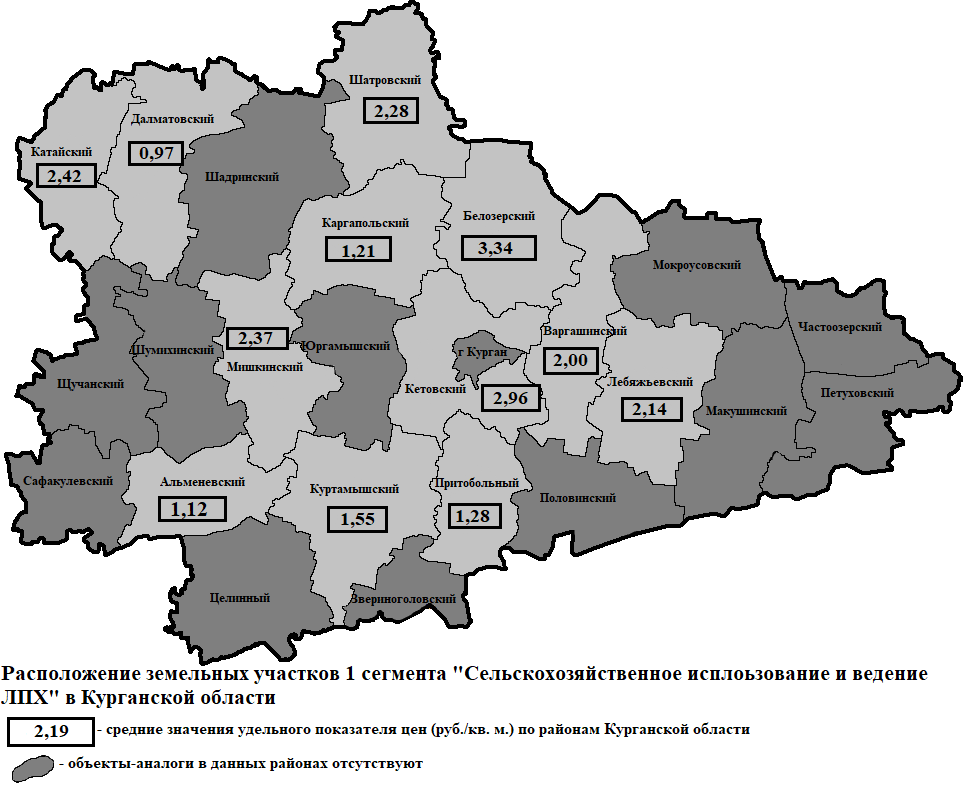 Шатровский
2,28
Далматовский
0,97
Катайский
2,42
Шадринский
Каргапольский
1,21
Белозерский
3,34
Мокроусовский
Частоозерский
Варгашинский
2,00
2,37
Мишкинский
Юргамышский
г Курган
Шумихинский
Щучанский
Кетовский
2,96
Лебяжьевский
2,14
Макушинский
Петуховский
Сафакулевский
Альменевский
1,12
Куртамышский
1,55
Притобольный
1,28
Половинский
Целинный
Звериноголовский
Расположение земельных участков 1 сегмента "Сельскохозяйственное исплоьзование и ведение
ЛПХ" в Курганской области
2,19 - средние значения удельного показателя цен (руб./кв. м.) по районам Курганской области
- объекты-аналоги в данных районах отсутствуют